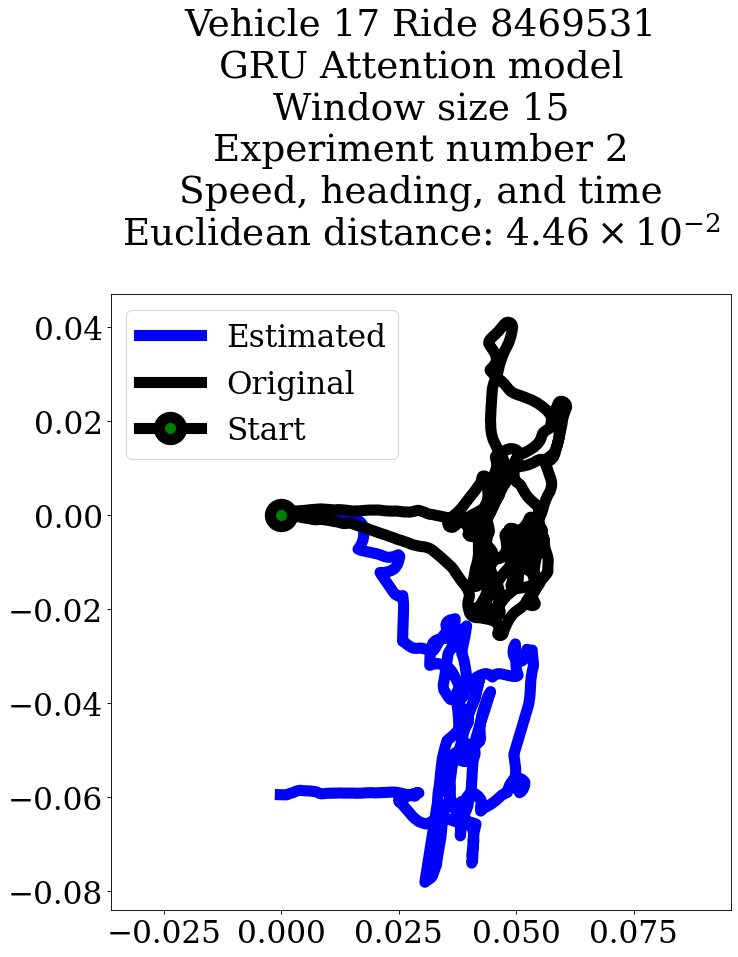 Vehicle 17 Ride 8469531
GRU Attention model
Window size 15
Experiment number 2
Speed, heading, and time
Euclidean distance: 4.46 × 10⁻²
Estimated
Original
Start
0.04
0.02
0.00
−0.02
−0.04
−0.06
−0.08
−0.025 0.000 0.025 0.050 0.075